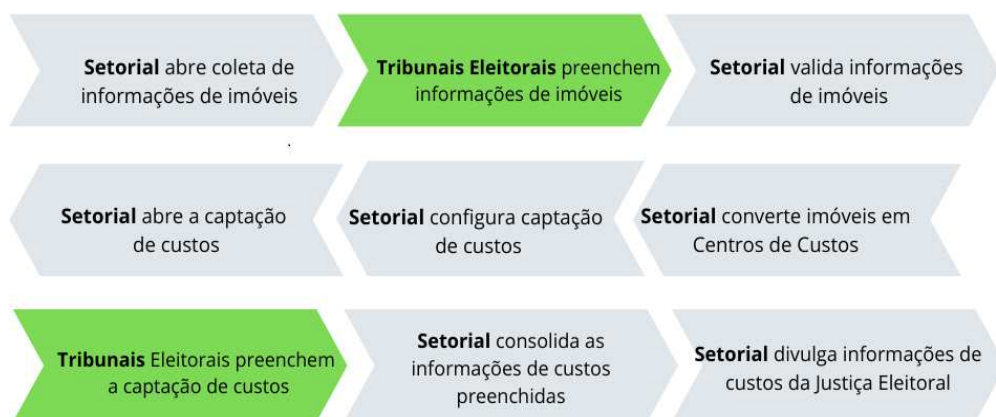 Setorial abre coleta de
informações de imóveis
Tribunais Eleitorais preenchem
informações de imóveis
Setorial valida informações
de imóveis
Setorial converte imóveis em
Centros de Custos
Setorial configura captação
de custos
Setorial abre a captação
de custos
Tribunais Eleitorais preenchem
a captação de custos
Setorial consolida as
informações de custos
preenchidas
Setorial divulga informações de
custos da Justiça Eleitoral